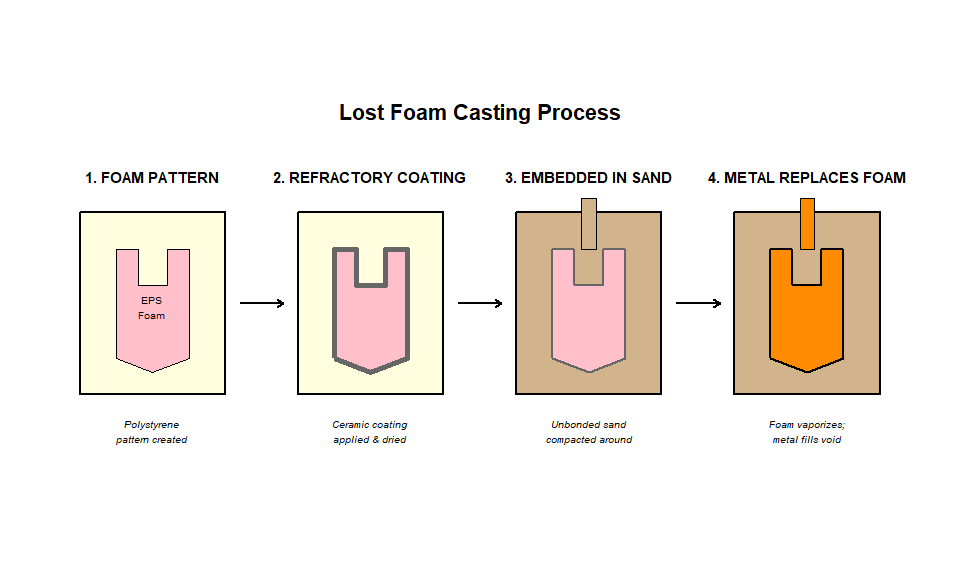 Lost Foam Casting Process
1. FOAM PATTERN
2. REFRACTORY COATING
3. EMBEDDED IN SAND
4. METAL REPLACES FOAM
EPS
Foam
Polystyrene
pattern created
Ceramic coating
applied & dried
Unbonded sand
compacted around
Foam vaporizes;
metal fills void